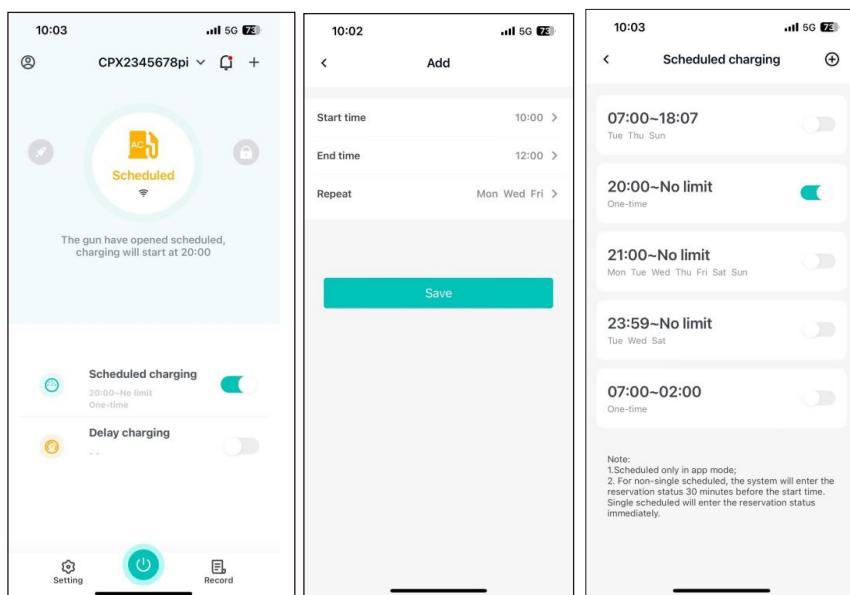 10:03
5G 73
CPX2345678pi
AC
Scheduled
The gun have opened scheduled,
charging will start at 20:00
Scheduled charging
20:00~No limit
One-time
Delay charging
--
Setting
Record
10:02
5G 73
Add
Start time 10:00 >
End time 12:00 >
Repeat Mon Wed Fri >
Save
10:03
5G 73
Scheduled charging
07:00~18:07
Tue Thu Sun
20:00~No limit
One-time
21:00~No limit
Mon Tue Wed Thu Fri Sat Sun
23:59~No limit
Tue Wed Sat
07:00~02:00
One-time
Note:
1.Scheduled only in app mode;
2. For non-single scheduled, the system will enter the
reservation status 30 minutes before the start time.
Single scheduled will enter the reservation status
immediately.